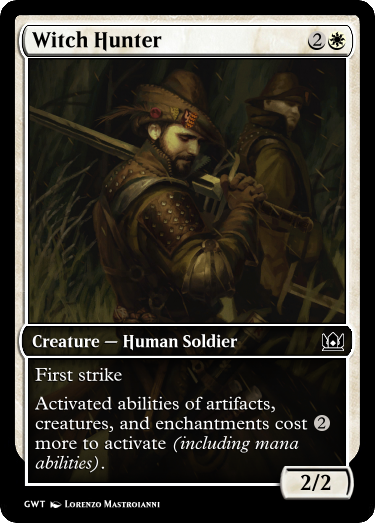 Witch Hunter 2
Creature — Human Soldier
First strike
Activated abilities of artifacts,
creatures, and enchantments cost 2
more to activate (including mana
abilities).
2/2
GWT Lorenzo Mastroianni